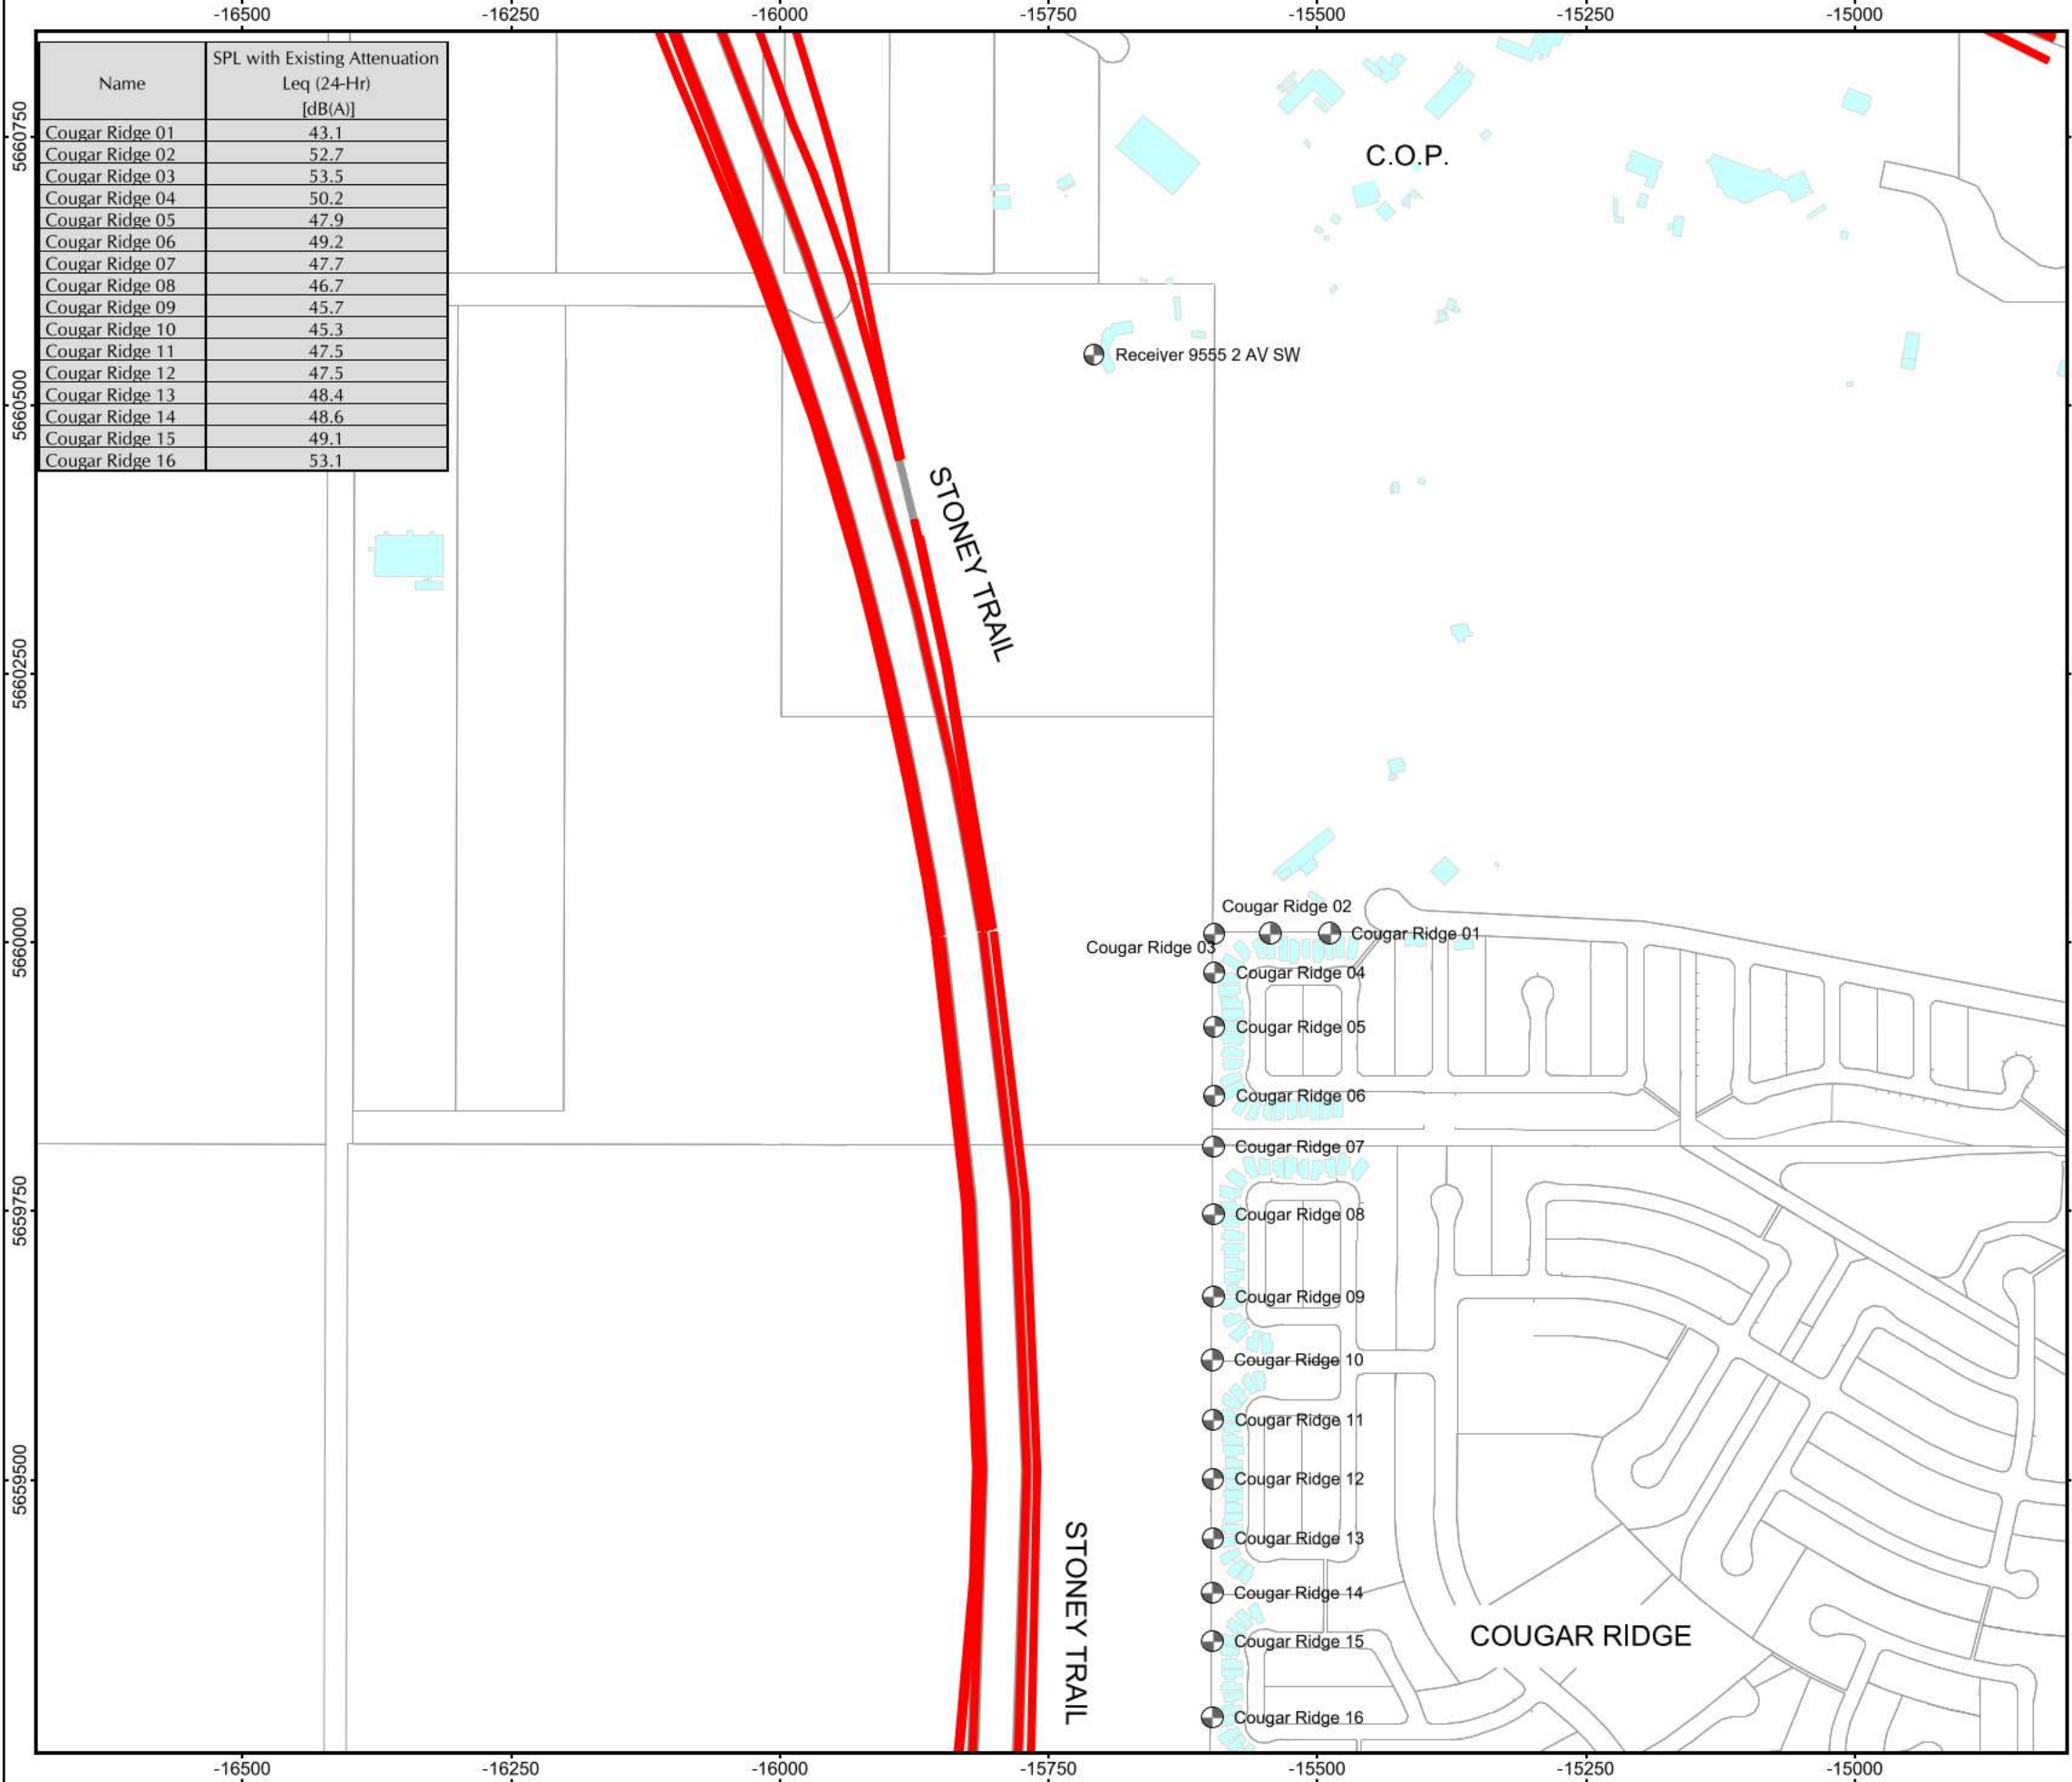 -16500 -16250 -16000 -15750 -15500 -15250 -15000
Name
SPL with Existing Attenuation
Leq (24-Hr)
[dB(A)]
Cougar Ridge 01 43.1
Cougar Ridge 02 52.7
Cougar Ridge 03 53.5
Cougar Ridge 04 50.2
Cougar Ridge 05 47.9
Cougar Ridge 06 49.2
Cougar Ridge 07 47.7
Cougar Ridge 08 46.7
Cougar Ridge 09 45.7
Cougar Ridge 10 45.3
Cougar Ridge 11 47.5
Cougar Ridge 12 47.5
Cougar Ridge 13 48.4
Cougar Ridge 14 48.6
Cougar Ridge 15 49.1
Cougar Ridge 16 53.1
5660750
C.O.P.
Receiver 9555 2 AV SW
5660500
STONEY TRAIL
5660250
Cougar Ridge 02
Cougar Ridge 01
5660000
Cougar Ridge 03
Cougar Ridge 04
Cougar Ridge 05
Cougar Ridge 06
Cougar Ridge 07
5659750
Cougar Ridge 08
Cougar Ridge 09
Cougar Ridge 10
Cougar Ridge 11
5659500
Cougar Ridge 12
Cougar Ridge 13
STONEY TRAIL
Cougar Ridge 14
COUGAR RIDGE
Cougar Ridge 15
Cougar Ridge 16
-16500 -16250 -16000 -15750 -15500 -15250 -15000